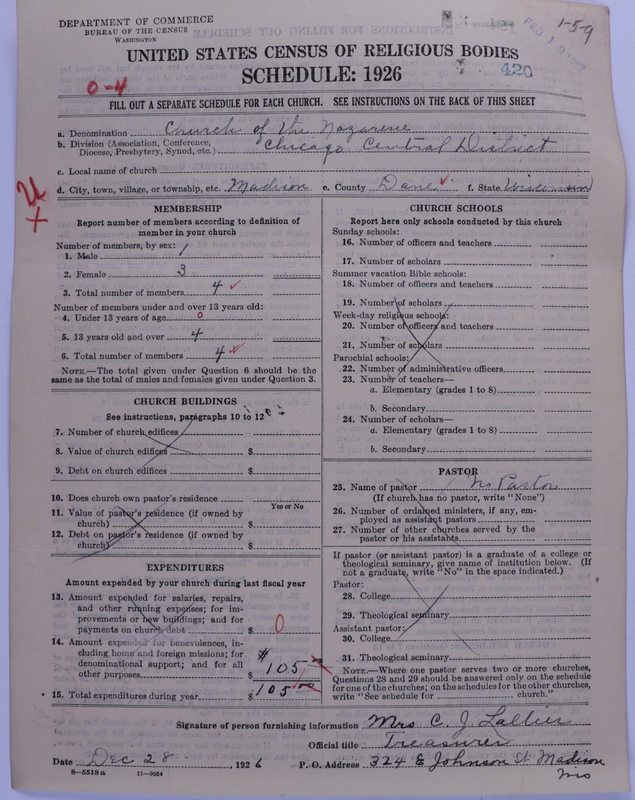 DEPARTMENT OF COMMERCE
BUREAU OF THE CENSUS
WASHINGTON
1-5-9
UNITED STATES CENSUS OF RELIGIOUS BODIES
SCHEDULE: 1926
420
0-4
FILL OUT A SEPARATE SCHEDULE FOR EACH CHURCH. SEE INSTRUCTIONS ON THE BACK OF THIS SHEET
a. Denomination Church of the Nazarene
b. Division (Association, Conference, Diocese, Presbytery, Synod, etc.) Chicago Central District
c. Local name of church
d. City, town, village, or township, etc. Madison e. County Dane f. State Wisconsin
MEMBERSHIP
Report number of members according to definition of member in your church
Number of members, by sex:
1. Male 1
2. Female 3
3. Total number of members 4
Number of members under and over 13 years old:
4. Under 13 years of age 0
5. 13 years old and over 4
6. Total number of members 4
NOTE.—The total given under Question 6 should be the same as the total of males and females given under Question 3.
CHURCH BUILDINGS
See instructions, paragraphs 10 to 12
7. Number of church edifices
8. Value of church edifices $
9. Debt on church edifices $
10. Does church own pastor's residence
Yes or No
11. Value of pastor's residence (if owned by church) $
12. Debt on pastor's residence (if owned by church) $
EXPENDITURES
Amount expended by your church during last fiscal year
13. Amount expended for salaries, repairs, and other running expenses; for improvements or new buildings; and for payments on church debt $ 0
14. Amount expended for benevolences, including home and foreign missions; for denominational support; and for all other purposes $ 105
15. Total expenditures during year $ 105
CHURCH SCHOOLS
Report here only schools conducted by this church
Sunday schools:
16. Number of officers and teachers
17. Number of scholars
Summer vacation Bible schools:
18. Number of officers and teachers
19. Number of scholars
Week-day religious schools:
20. Number of officers and teachers
21. Number of scholars
Parochial schools:
22. Number of administrative officers
23. Number of teachers—
a. Elementary (grades 1 to 8)
b. Secondary
24. Number of scholars—
a. Elementary (grades 1 to 8)
b. Secondary
PASTOR
25. Name of pastor No Pastor
(If church has no pastor, write "None")
26. Number of ordained ministers, if any, employed as assistant pastors
27. Number of other churches served by the pastor or his assistants
If pastor (or assistant pastor) is a graduate of a college or theological seminary, give name of institution below. (If not a graduate, write "No" in the space indicated.)
Pastor:
28. College
29. Theological seminary
Assistant pastor:
30. College
31. Theological seminary
NOTE.—Where one pastor serves two or more churches, Questions 28 and 29 should be answered only on the schedule for one of the churches; on the schedules for the other churches, write "See schedule for church."
Signature of person furnishing information Mrs C. J.
Official title Treasurer
Date Dec 28, 1926 P. O. Address 324 E Johnson St Madison
Wis
8-5518 a 11-9654